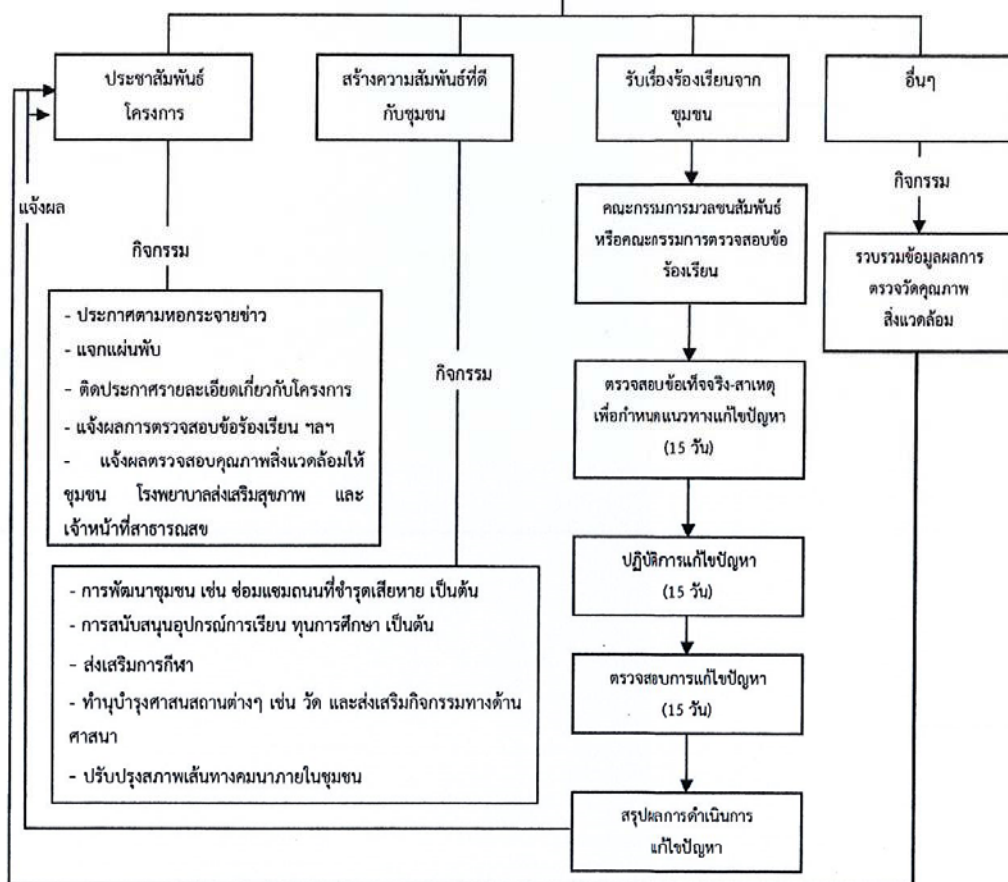 ประชาสัมพันธ์
โครงการ
สร้างความสัมพันธ์ที่ดี
กับชุมชน
รับเรื่องร้องเรียนจาก
ชุมชน
อื่นๆ
แจ้งผล
กิจกรรม
- ประกาศตามหอกระจายข่าว
- แจกแผ่นพับ
- ติดประกาศรายละเอียดเกี่ยวกับโครงการ
- แจ้งผลการตรวจสอบข้อร้องเรียน ฯลฯ
- แจ้งผลตรวจสอบคุณภาพสิ่งแวดล้อมให้
ชุมชน โรงพยาบาลส่งเสริมสุขภาพ และ
เจ้าหน้าที่สาธารณสข
กิจกรรม
- การพัฒนาชุมชน เช่น ซ่อมแซมถนนที่ชำรุดเสียหาย เป็นต้น
- การสนับสนุนอุปกรณ์การเรียน ทุนการศึกษา เป็นต้น
- ส่งเสริมการกีฬา
- ทำนุบำรุงศาสนสถานต่างๆ เช่น วัด และส่งเสริมกิจกรรมทางด้าน
ศาสนา
- ปรับปรุงสภาพเส้นทางคมนาภายในชุมชน
คณะกรรมการมวลชนสัมพันธ์
หรือคณะกรรมการตรวจสอบข้อ
ร้องเรียน
ตรวจสอบข้อเท็จจริง-สาเหตุ
เพื่อกำหนดแนวทางแก้ไขปัญหา
(15 วัน)
ปฏิบัติการแก้ไขปัญหา
(15 วัน)
ตรวจสอบการแก้ไขปัญหา
(15 วัน)
สรุปผลการดำเนินการ
แก้ไขปัญหา
กิจกรรม
รวบรวมข้อมูลผลการ
ตรวจวัดคุณภาพ
สิ่งแวดล้อม